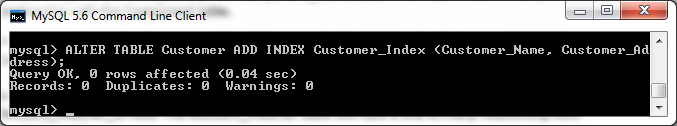 MySQL 5.6 Command Line Client
mysql> ALTER TABLE Customer ADD INDEX Customer_Index (Customer_Name, Customer_Ad
dress);
Query OK, 0 rows affected (0.04 sec)
Records: 0  Duplicates: 0  Warnings: 0
mysql> _